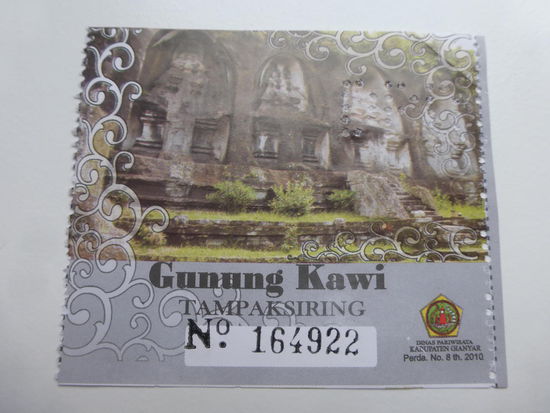 Gunung Kawi
TAMPAKSIRING
No. 164922
DINAS PARIWISATA
KABUPATEN GIANYAR
Perda. No. 8 th. 2010